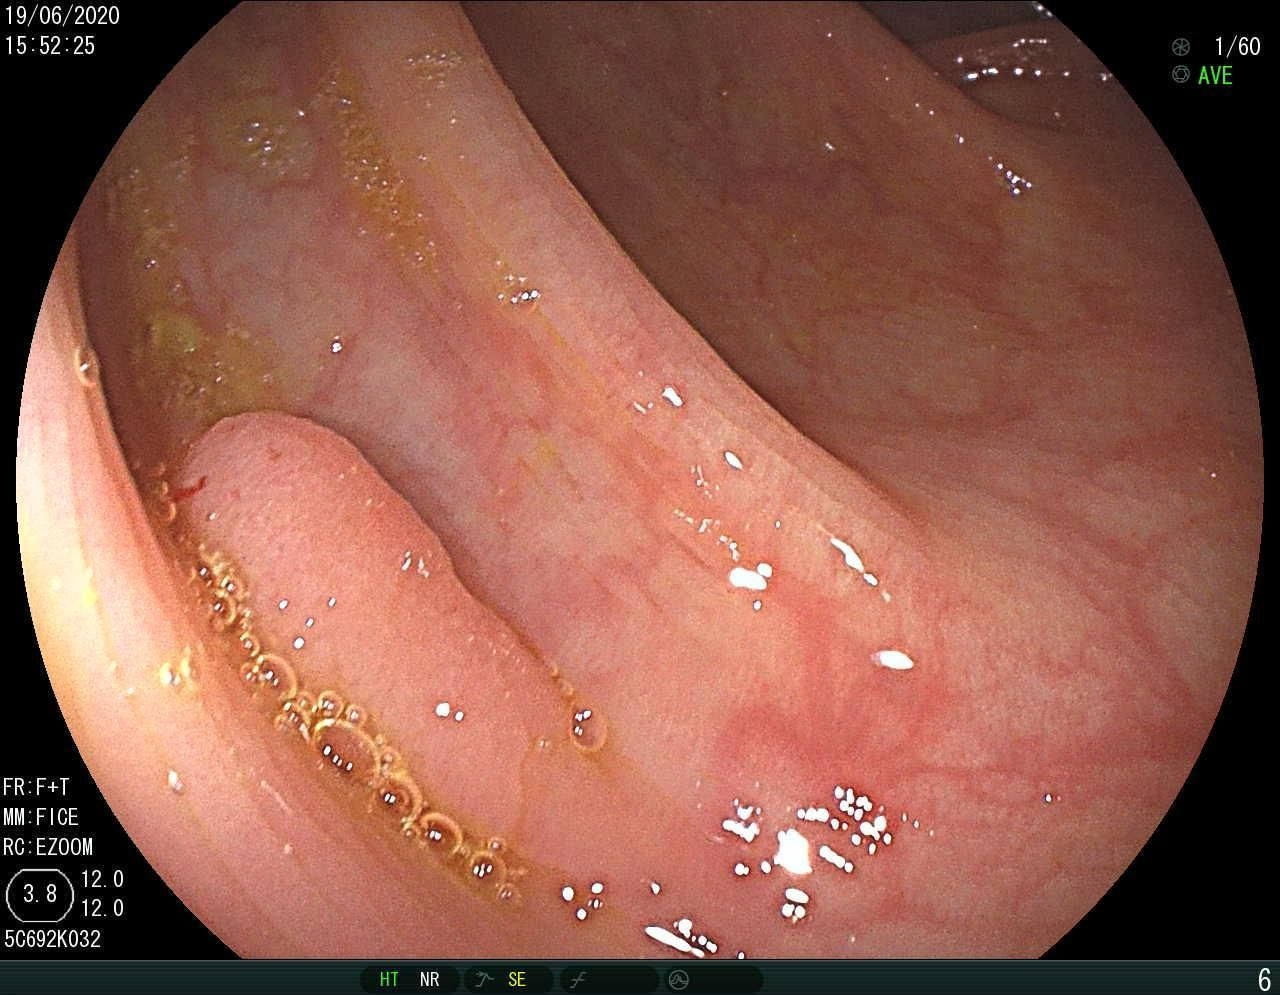 19/06/2020
15:52:25
1/60
AVE
FR:F+T
MM:FICE
RC:EZOOM
3.8
12.0
12.0
5C692K032
HT NR SE
6